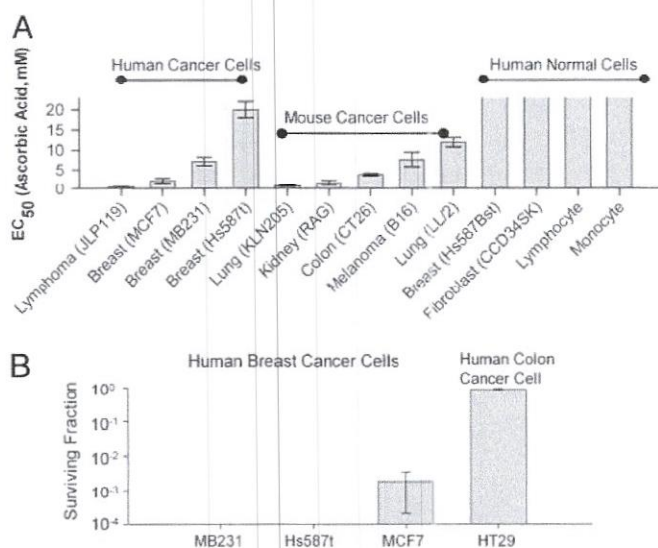 A
Human Cancer Cells
Human Normal Cells
Mouse Cancer Cells
EC50 (Ascorbic Acid,mM)
20
15
10
5
0
Lymphoma (JLP119)
Breast (MCF7)
Breast (MB231)
Breast (Hs587t)
Lung (KLN205)
Kidney (RAG)
Colon (CT26)
Melanoma (B16)
Lung (LL/2)
Breast (Hs587Bst)
Fibroblast (CCD34SK)
Lymphocyte
Monocyte
B
Human Breast Cancer Cells
Human Colon
Cancer Cell
Surviving Fraction
10⁰
10⁻¹
10⁻²
10⁻³
10⁻⁴
MB231 Hs587t MCF7 HT29